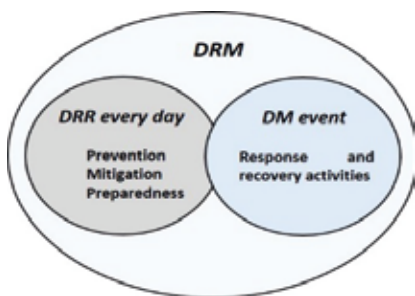 DRM
DRR every day
Prevention
Mitigation
Preparedness
DM event
Response and
recovery activities